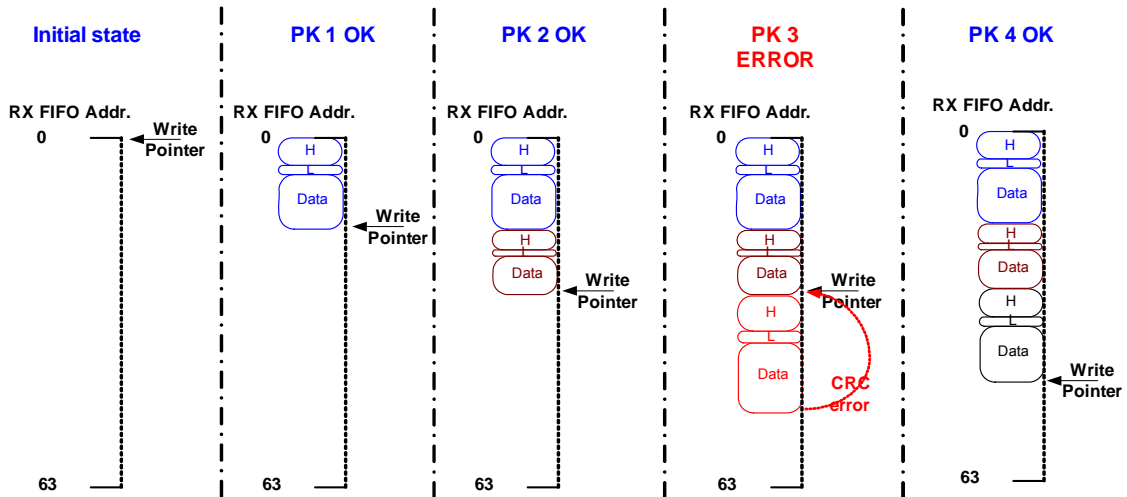 Initial state
RX FIFO Addr.
0
Write
Pointer
63
PK 1 OK
RX FIFO Addr.
0
H
L
Data
Write
Pointer
63
PK 2 OK
RX FIFO Addr.
0
H
L
Data
H
L
Data
Write
Pointer
63
PK 3
ERROR
RX FIFO Addr.
0
H
L
Data
H
L
Data
Write
Pointer
H
L
Data
CRC
error
63
PK 4 OK
RX FIFO Addr.
0
H
L
Data
H
L
Data
H
L
Data
Write
Pointer
63